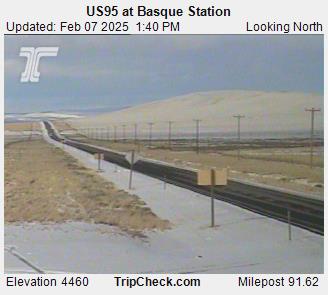 US95 at Basque Station
Updated: Feb 07 2025 1:40 PM Looking North
Elevation 4460 TripCheck.com Milepost 91.62